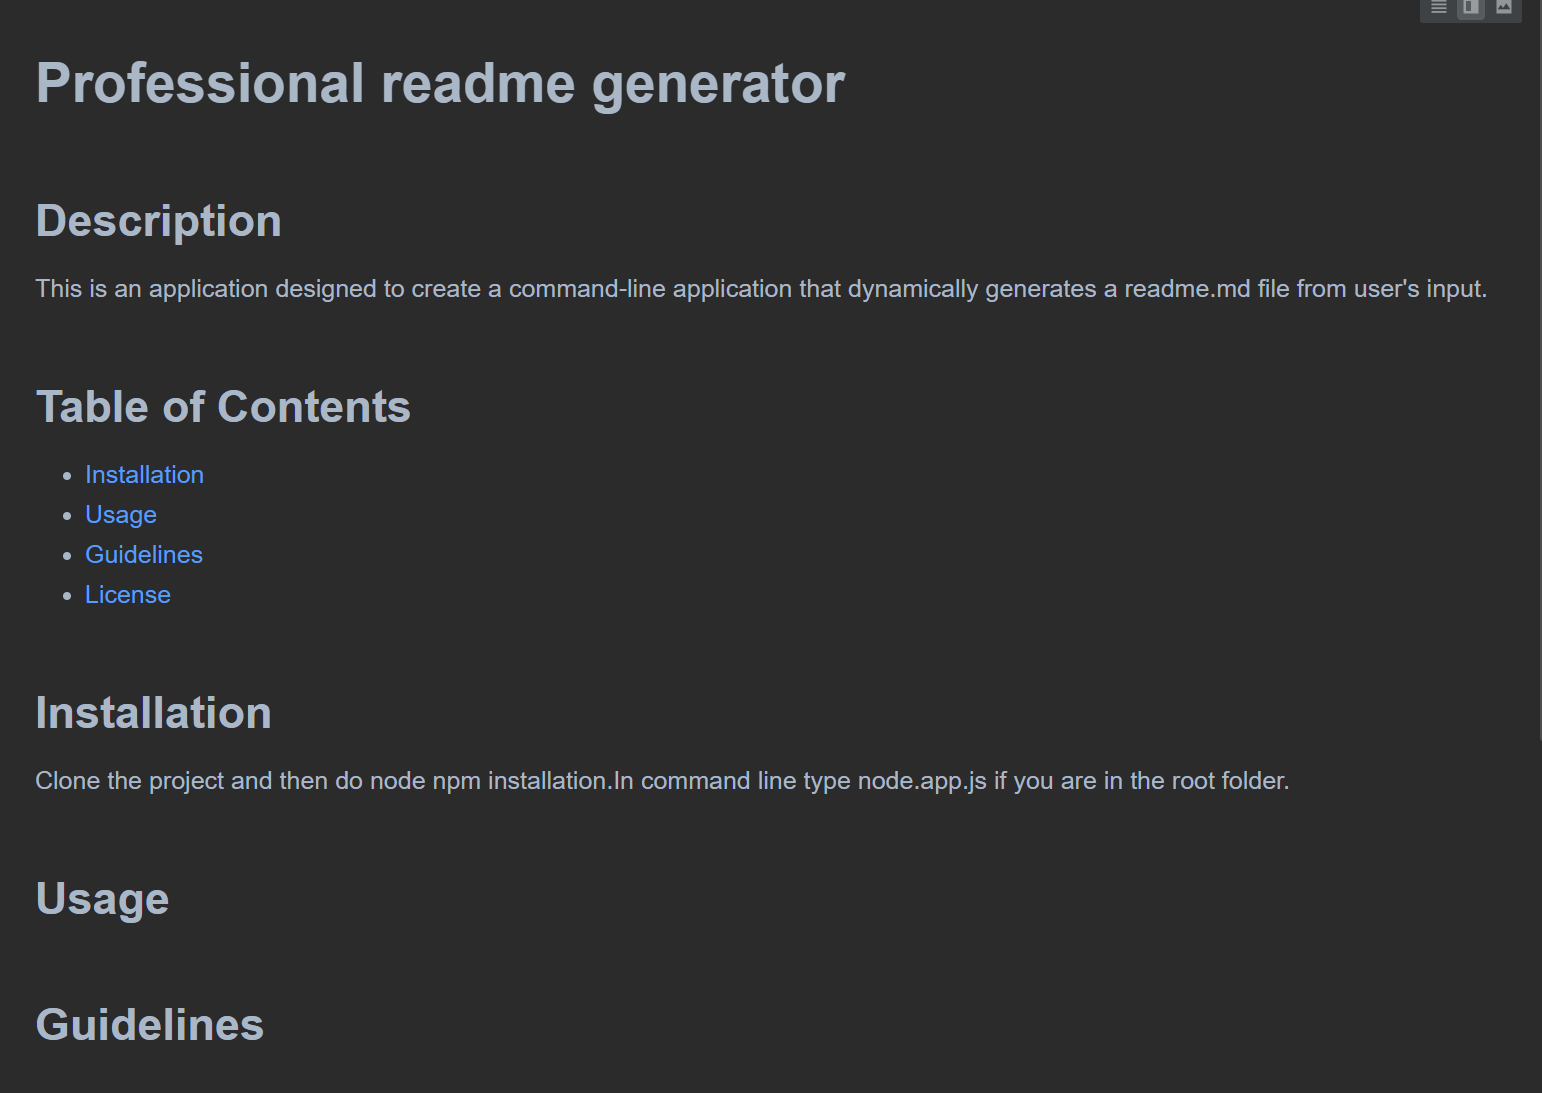 Professional readme generator
Description
This is an application designed to create a command-line application that dynamically generates a readme.md file from user's input.
Table of Contents
Installation
Usage
Guidelines
License
Installation
Clone the project and then do node npm installation.In command line type node.app.js if you are in the root folder.
Usage
Guidelines